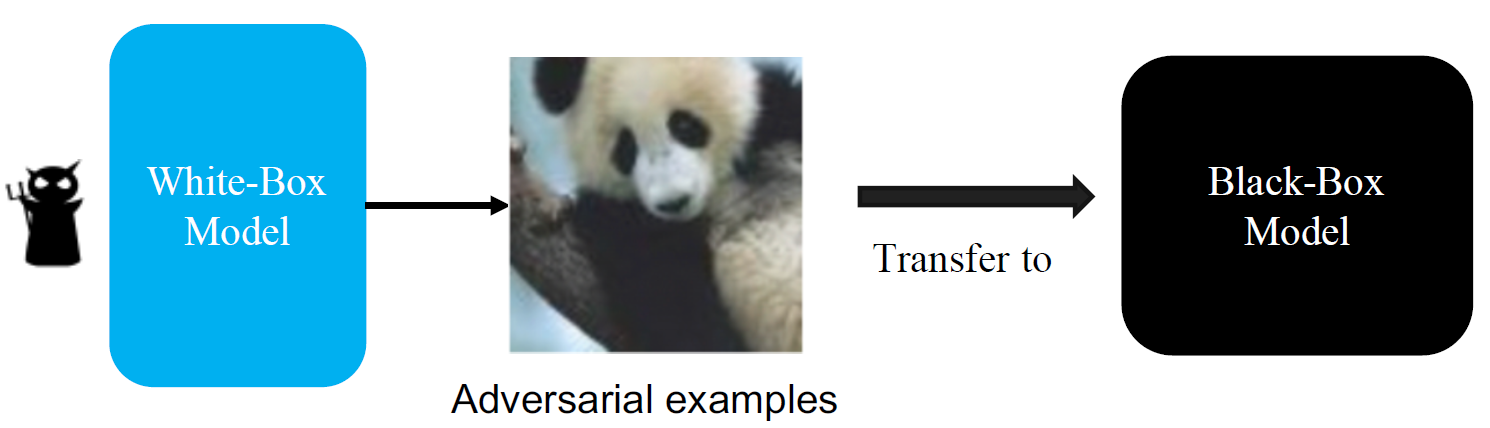 White-Box
Model
Adversarial examples
Transfer to
Black-Box
Model